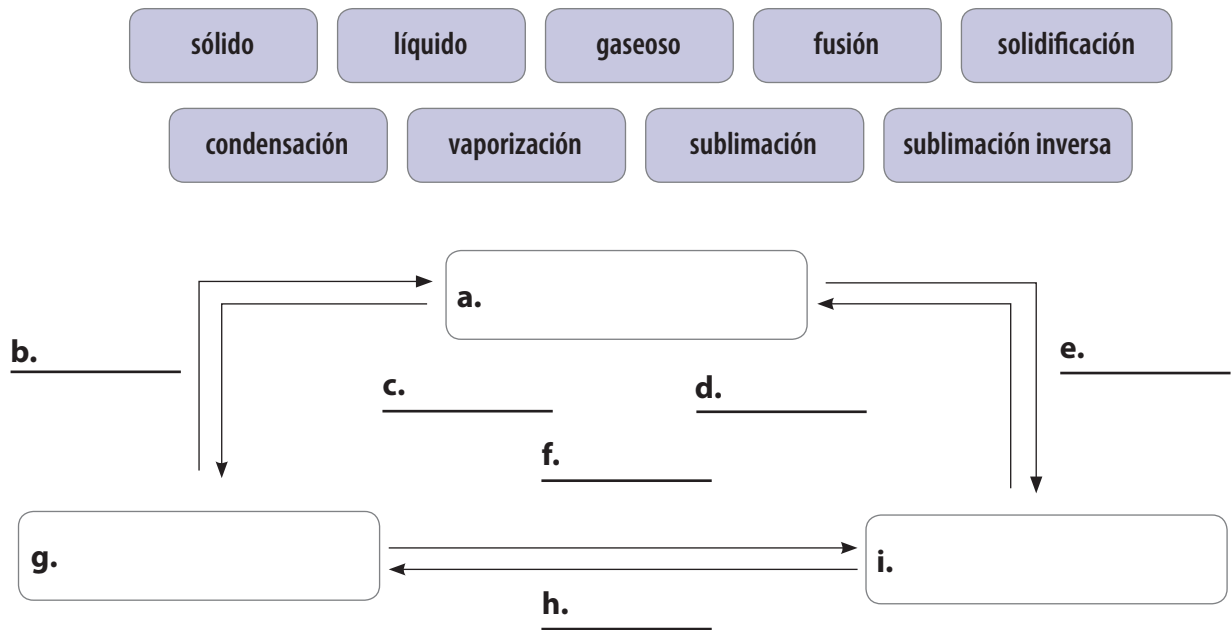 sólido líquido gaseoso fusión solidificación
condensación vaporización sublimación sublimación inversa
a.
b.
e.
c.
d.
f.
g.
i.
h.